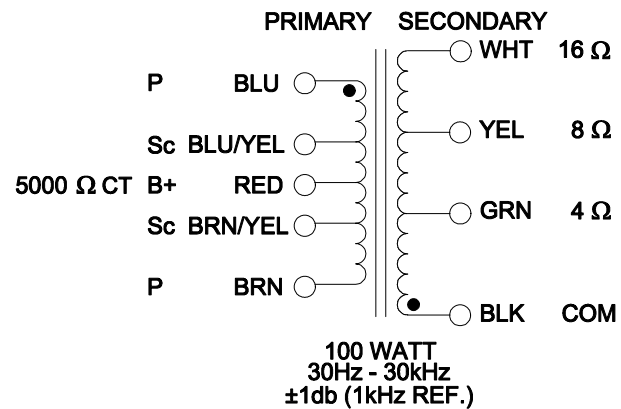 PRIMARY SECONDARY
WHT 16 Ω
P BLU
YEL 8 Ω
Sc BLU/YEL
5000 Ω CT B+ RED
GRN 4 Ω
Sc BRN/YEL
P BRN
BLK COM
100 WATT
30Hz - 30kHz
±1db (1kHz REF.)